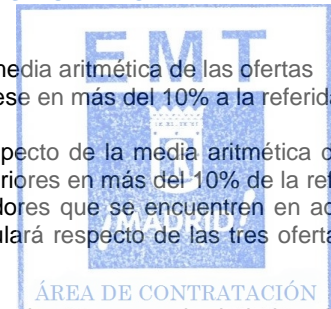 EMT
media aritmética de las ofertas
ese en más del 10% a la referida
pecto de la media aritmética
riores en más del 10% de la ref
dores que se encuentren en
MADRID
ulará respecto de las tres oferta
ÁREA DE CONTRATACIÓN